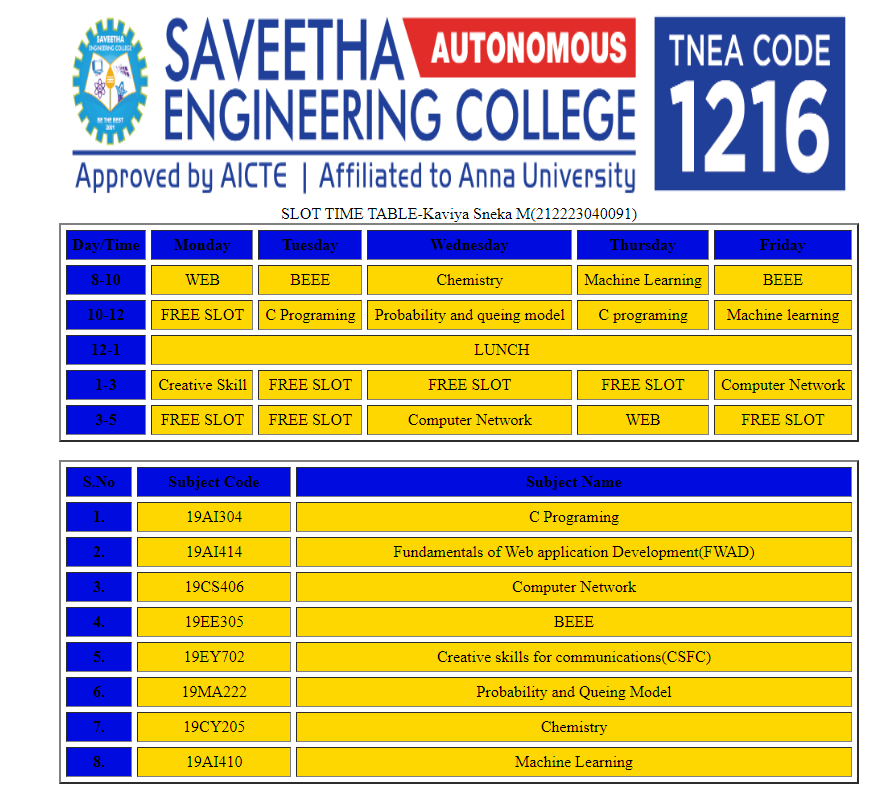 SAVEETHA
ENGINEERING COLLEGE
BE THE BEST
2001
SAVEETHA AUTONOMOUS
ENGINEERING COLLEGE
Approved by AICTE | Affiliated to Anna University
TNEA CODE
1216
SLOT TIME TABLE-Kaviya Sneka M(212223040091)
Day/Time Monday Tuesday Wednesday Thursday Friday
8-10 WEB BEEE Chemistry Machine Learning BEEE
10-12 FREE SLOT C Programing Probability and queing model C programing Machine learning
12-1 LUNCH
1-3 Creative Skill FREE SLOT FREE SLOT FREE SLOT Computer Network
3-5 FREE SLOT FREE SLOT Computer Network WEB FREE SLOT
S.No Subject Code Subject Name
1. 19AI304 C Programing
2. 19AI414 Fundamentals of Web application Development(FWAD)
3. 19CS406 Computer Network
4. 19EE305 BEEE
5. 19EY702 Creative skills for communications(CSFC)
6. 19MA222 Probability and Queing Model
7. 19CY205 Chemistry
8. 19AI410 Machine Learning